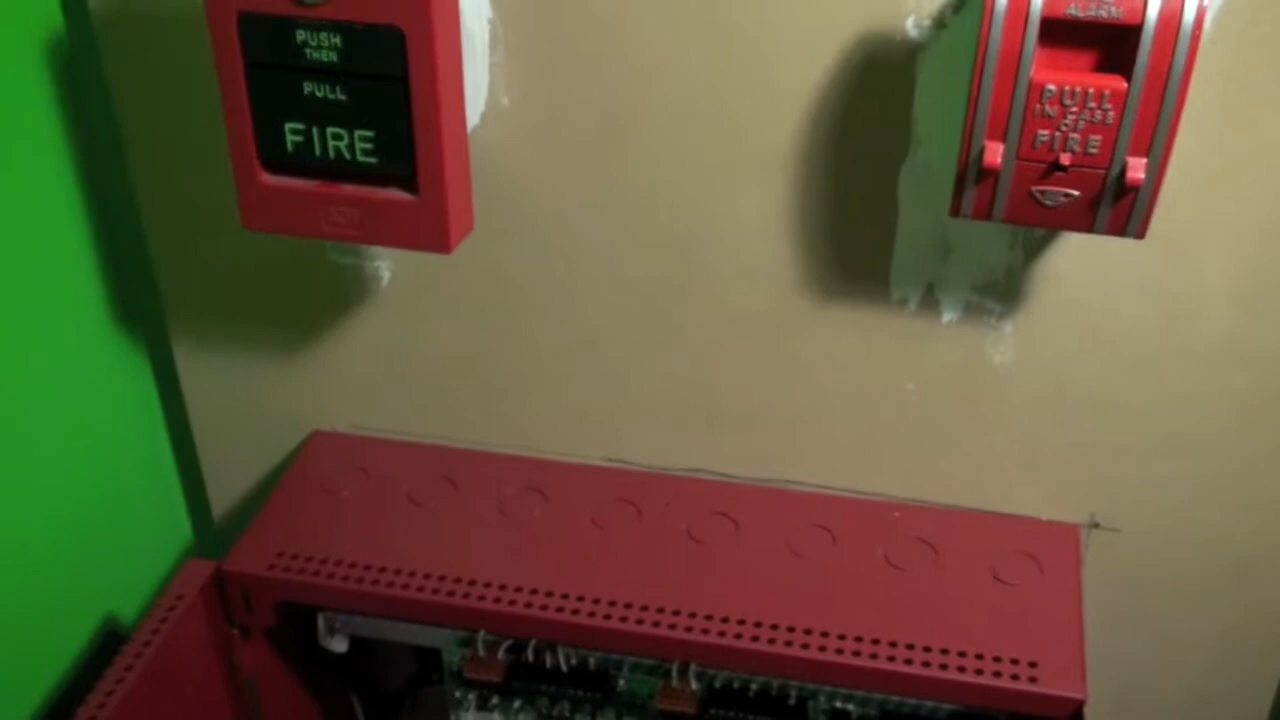 PUSH
THEN
PULL
FIRE
ALARM
PULL
IN CASE
OF
FIRE